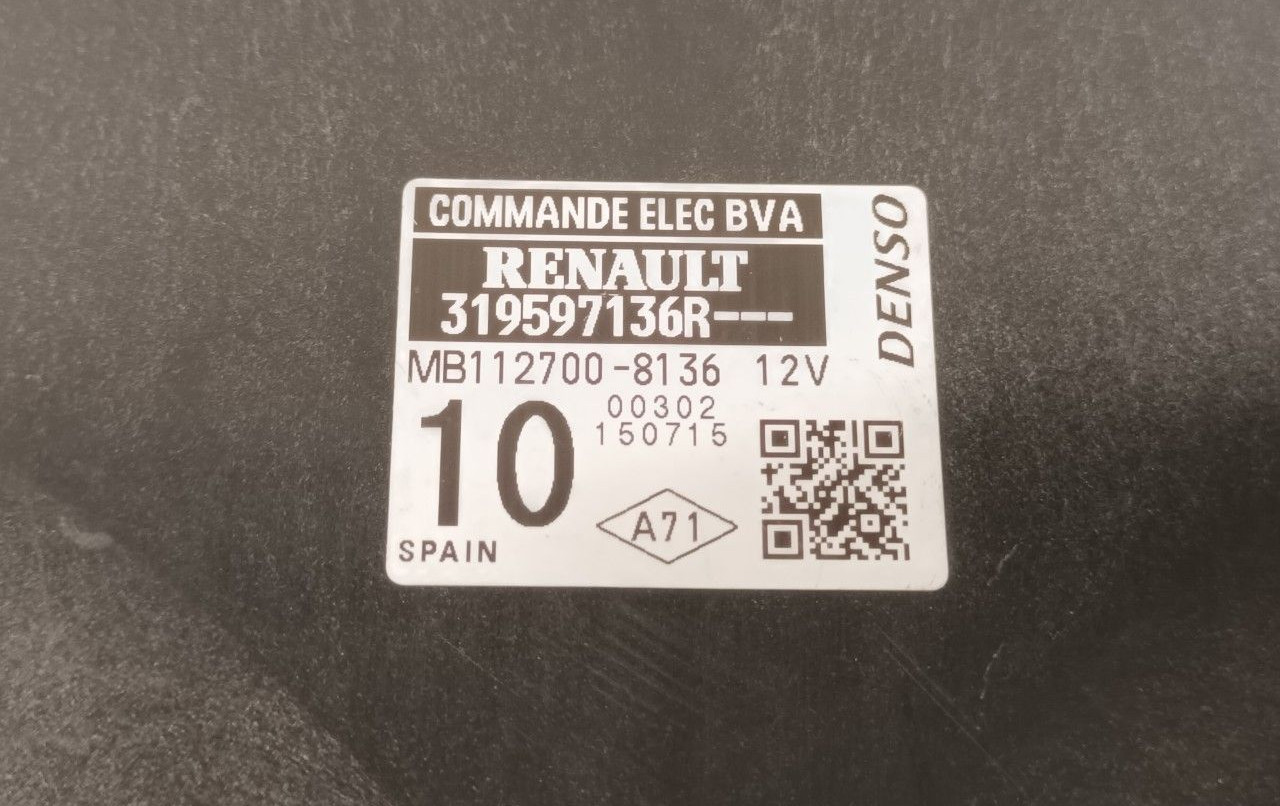 COMMANDE ELEC BVA
RENAULT
319597136R---
DENSO
MB112700-8136 12V
10
00302
150715
A71
SPAIN